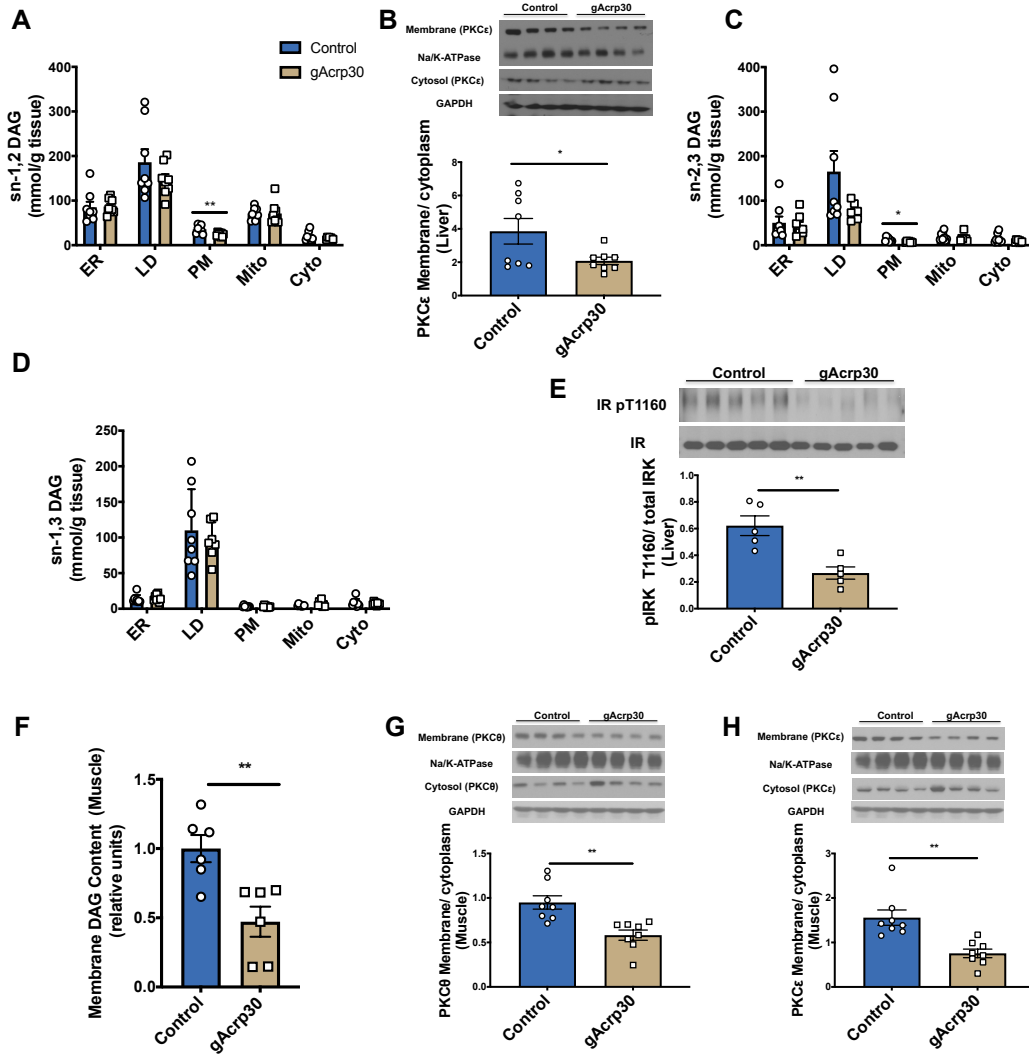 A
Control
gAcrp30
sn-1,2 DAG
(mmol/g tissue)
400
300
200
100
0
**
ER
LD
PM
Mito
Cyto
B
Control
gAcrp30
Membrane (PKCε)
Na/K-ATPase
Cytosol (PKCε)
GAPDH
PKCε Membrane/ cytoplasm
(Liver)
8
6
4
2
0
*
Control
gAcrp30
C
sn-2,3 DAG
(mmol/g tissue)
400
300
200
100
0
*
ER
LD
PM
Mito
Cyto
D
sn-1,3 DAG
(mmol/g tissue)
250
200
150
100
50
0
ER
LD
PM
Mito
Cyto
E
Control
gAcrp30
IR pT1160
IR
pIRK T1160/ total IRK
(Liver)
1.0
0.8
0.6
0.4
0.2
0.0
**
Control
gAcrp30
F
Membrane DAG Content (Muscle)
(relative units)
1.5
1.0
0.5
0.0
**
Control
gAcrp30
G
Control
gAcrp30
Membrane (PKCθ)
Na/K-ATPase
Cytosol (PKCθ)
GAPDH
PKCθ Membrane/ cytoplasm
(Muscle)
1.5
1.0
0.5
0.0
**
Control
gAcrp30
H
Control
gAcrp30
Membrane (PKCε)
Na/K-ATPase
Cytosol (PKCε)
GAPDH
PKCε Membrane/ cytoplasm
(Muscle)
3
2
1
0
**
Control
gAcrp30